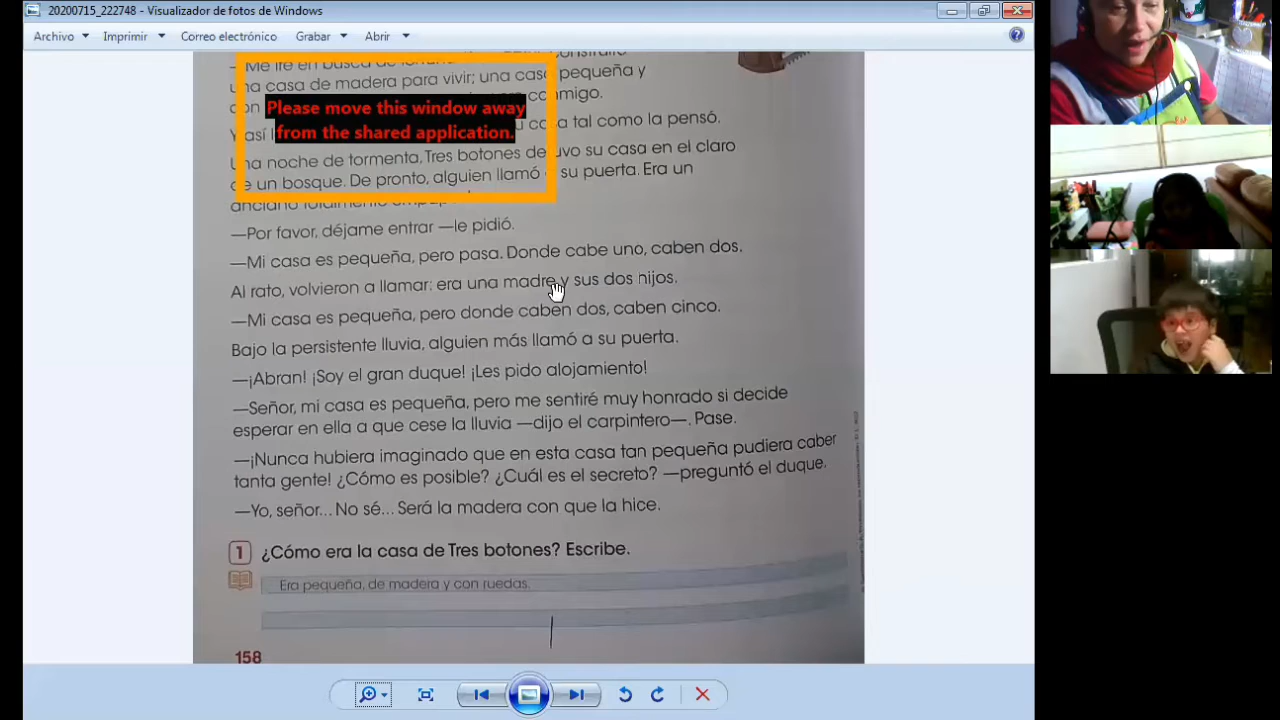 20200715_222748 - Visualizador de fotos de Windows
Archivo Imprimir Correo electrónico Grabar Abrir
una casa de madera para vivir; una casa pequeña y
con conmigo.
Please move this window away
from the shared application.
Y así su casa tal como la pensó.
Una noche de tormenta, Tres botones detuvo su casa en el claro
de un bosque. De pronto, alguien llamó a su puerta. Era un
anciano totalmente
—Por favor, déjame entrar —le pidió.
—Mi casa es pequeña, pero pasa. Donde cabe uno, caben dos.
Al rato, volvieron a llamar: era una madre y sus dos hijos.
—Mi casa es pequeña, pero donde caben dos, caben cinco.
Bajo la persistente lluvia, alguien más llamó a su puerta.
—¡Abran! ¡Soy el gran duque! ¡Les pido alojamiento!
—Señor, mi casa es pequeña, pero me sentiré muy honrado si decide
esperar en ella a que cese la lluvia —dijo el carpintero—. Pase.
—¡Nunca hubiera imaginado que en esta casa tan pequeña pudiera caber
tanta gente! ¿Cómo es posible? ¿Cuál es el secreto? —preguntó el duque.
—Yo, señor... No sé... Será la madera con que la hice.
1 ¿Cómo era la casa de Tres botones? Escribe.
Era pequeña, de madera y con ruedas.
158